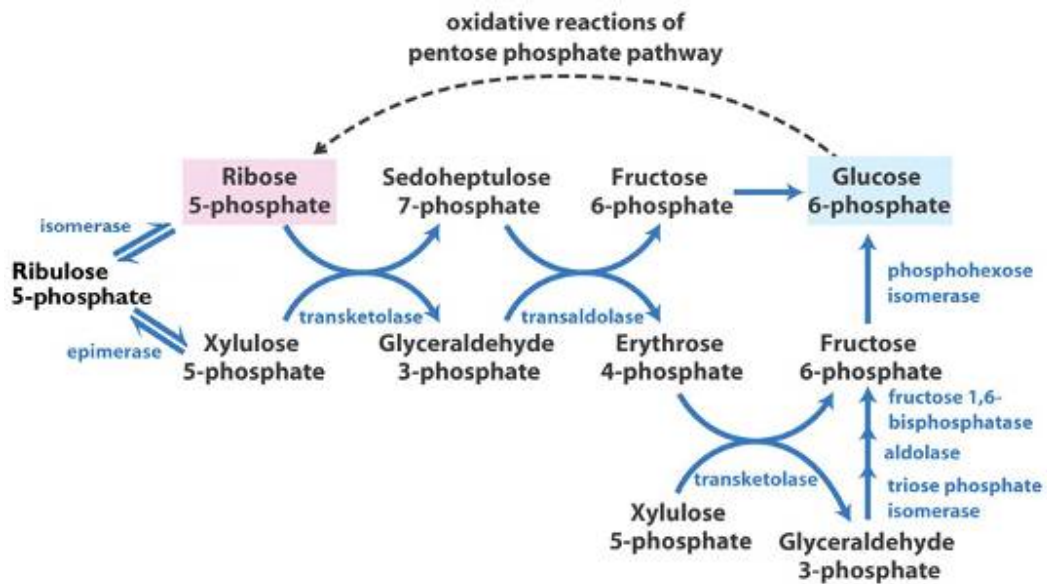 oxidative reactions of
pentose phosphate pathway
Ribose
5-phosphate
Sedoheptulose
7-phosphate
Fructose
6-phosphate
Glucose
6-phosphate
isomerase
Ribulose
5-phosphate
epimerase
transketolase
transaldolase
phosphohexose
isomerase
Xylulose
5-phosphate
Glyceraldehyde
3-phosphate
Erythrose
4-phosphate
Fructose
6-phosphate
fructose 1,6-
bisphosphatase
aldolase
transketolase
triose phosphate
isomerase
Xylulose
5-phosphate
Glyceraldehyde
3-phosphate